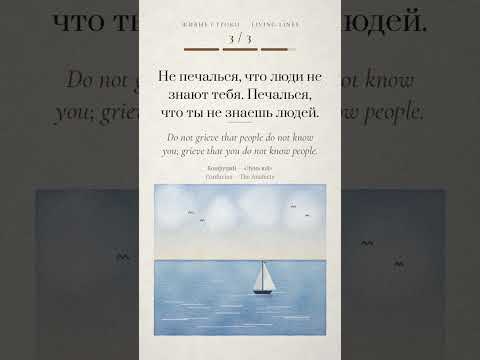 ЖИВЫЕ СТРОКИ LIVING LINES
3 / 3
Не печалься, что люди не
знают тебя. Печалься,
что ты не знаешь людей.
Do not grieve that people do not know
you; grieve that you do not know people.
Конфуций — «Лунь юй»
Confucius — The Analects
что ты
людей.